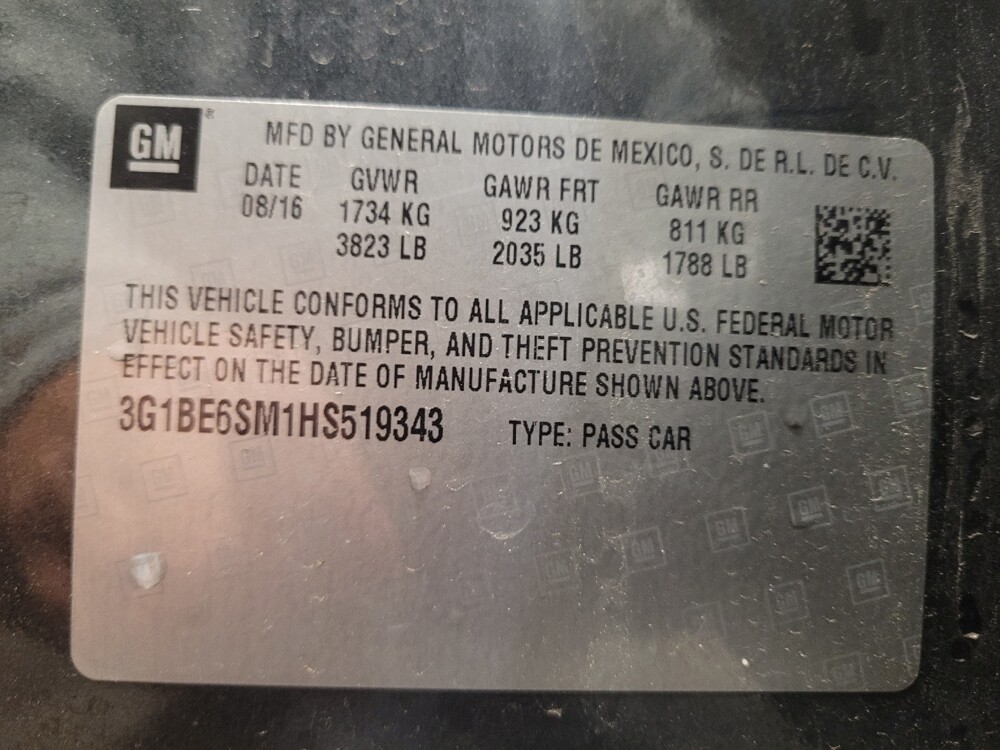 GM ®
MFD BY GENERAL MOTORS DE MEXICO, S. DE R.L. DE C.V.
DATE GVWR GAWR FRT GAWR RR
08/16 1734 KG 923 KG 811 KG
3823 LB 2035 LB 1788 LB
THIS VEHICLE CONFORMS TO ALL APPLICABLE U.S. FEDERAL MOTOR
VEHICLE SAFETY, BUMPER, AND THEFT PREVENTION STANDARDS IN
EFFECT ON THE DATE OF MANUFACTURE SHOWN ABOVE.
3G1BE6SM1HS519343 TYPE: PASS CAR